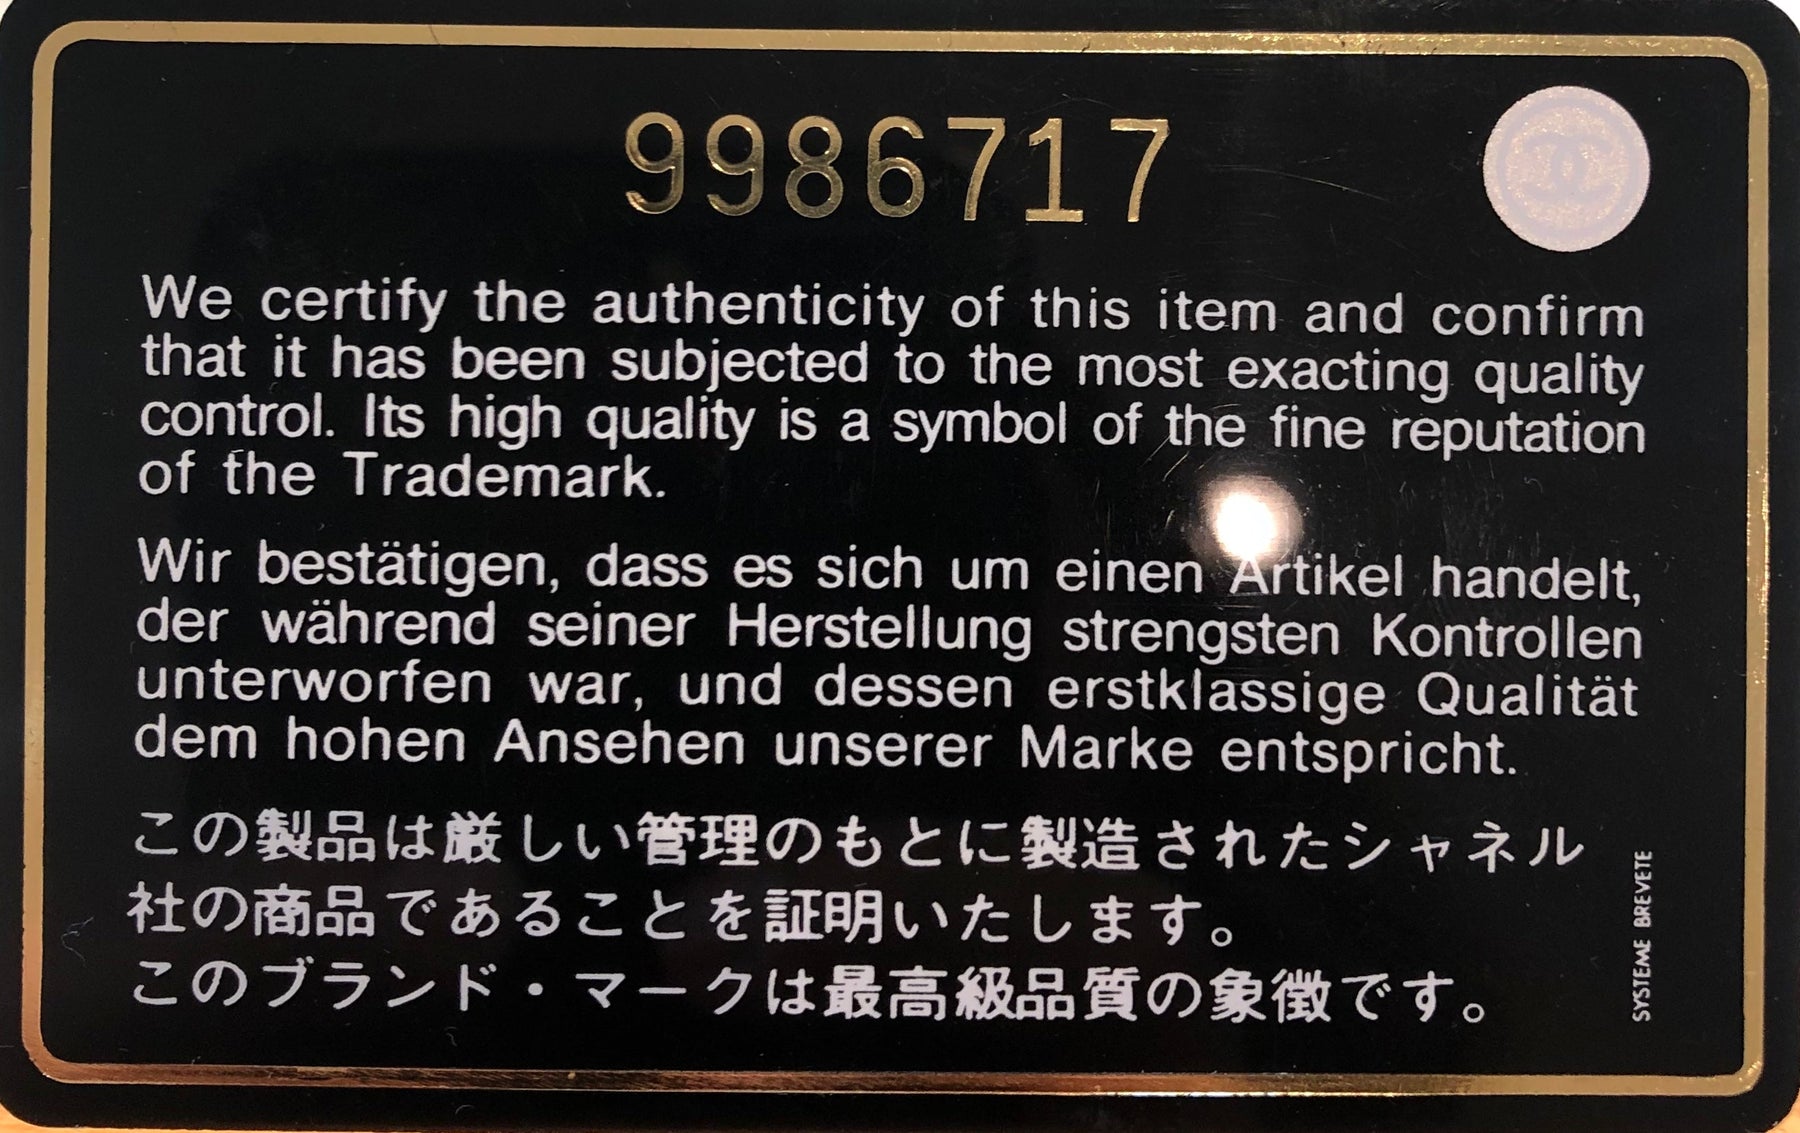 9986717
We certify the authenticity of this item and confirm
that it has been subjected to the most exacting quality
control. Its high quality is a symbol of the fine reputation
of the Trademark.
Wir bestätigen, dass es sich um einen Artikel handelt,
der während seiner Herstellung strengsten Kontrollen
unterworfen war, und dessen erstklassige Qualität
dem hohen Ansehen unserer Marke entspricht.
この製品は厳しい管理のもとに製造されたシャネル
社の商品であることを証明いたします。
このブランド・マークは最高級品質の象徴です。
SYSTEME BREVETE